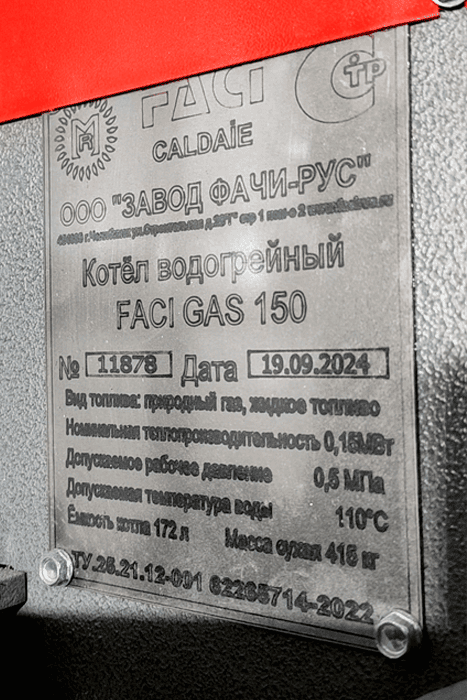 FACI
CALDAIE
ООО "ЗАВОД ФАЧИ-РУС"
Котёл водогрейный
FACI GAS 150
№ 11878 Дата 19.09.2024
Вид топлива: природный газ, жидкое топливо
Номинальная теплопроизводительность 0,15МВт
Допускаемое рабочее давление 0,5 МПа
Допускаемая температура воды 110°С
Ёмкость котла 172 л Масса сухая 415 кг
ТУ.25.21.12-001 62265714-2022